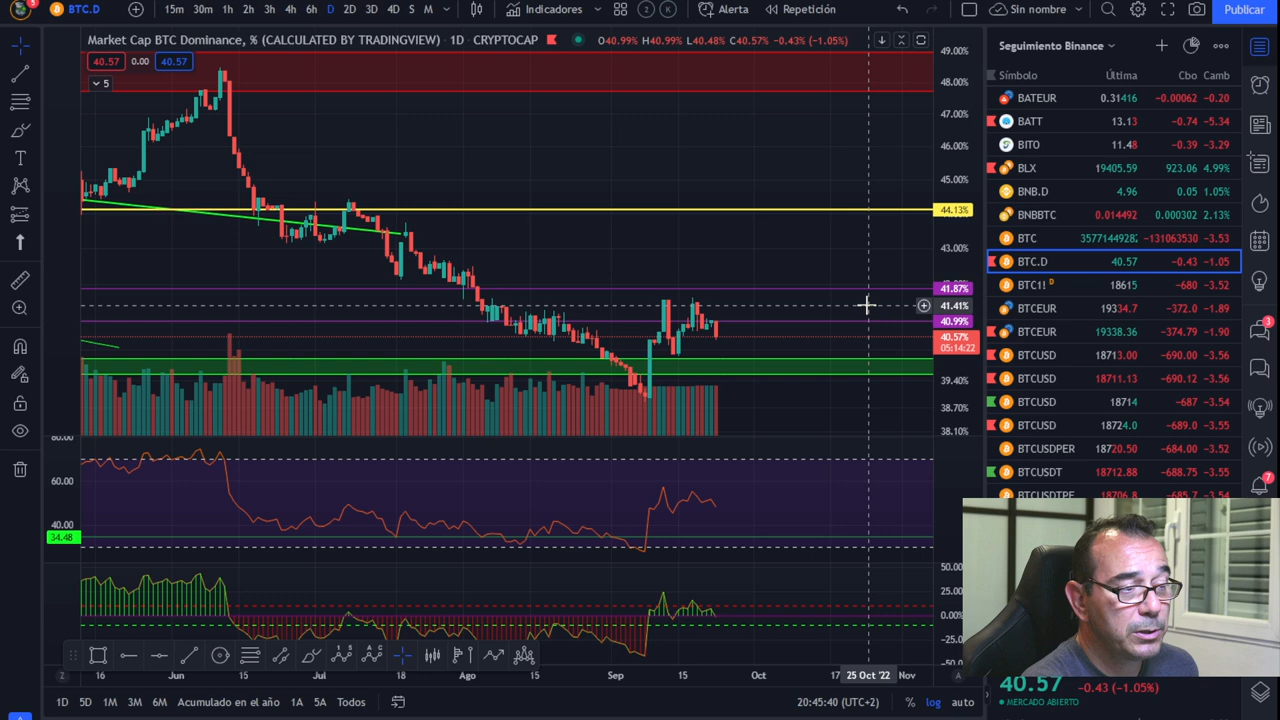 5
BTC.D
15m 30m 1h 2h 3h 4h 6h D 2D 3D 4D S M
Indicadores
2 K
Alerta
Repetición
Sin nombre
Publicar
Market Cap BTC Dominance, % (CALCULATED BY TRADINGVIEW) · 1D · CRYPTOCAP
O40.99% H40.99% L40.48% C40.57% −0.43% (−1.05%)
40.57 0.00 40.57
5
49.00%
48.00%
47.00%
46.00%
45.00%
44.13%
43.00%
41.87%
41.41%
40.99%
40.57%
05:14:22
39.40%
38.70%
38.10%
80.00
60.00
40.00
34.48
50.00
25.00
0.00%
−25.0
−50.0
16 Jun 15 Jul 18 Ago 15 Sep 15 Oct 17 25 Oct '22 Nov
Z
A
1D 5D 1M 3M 6M Acumulado en el año 1A 5A Todos
20:45:40 (UTC+2)
% log auto
Seguimiento Binance
Símbolo Última Cbo Camb
BATEUR 0.31416 −0.00062 −0.20
BATT 13.13 −0.74 −5.34
BITO 11.48 −0.39 −3.29
BLX 19405.59 923.06 4.99%
BNB.D 4.96 0.05 1.05%
BNBBTC 0.014492 0.000302 2.13%
BTC 35771449282 −131063530 −3.53
BTC.D 40.57 −0.43 −1.05
BTC1! D 18615 −680 −3.52
BTCEUR 19334.7 −372.0 −1.89
BTCEUR 19338.36 −374.79 −1.90
BTCUSD 18713.00 −690.00 −3.56
BTCUSD 18711.13 −690.12 −3.56
BTCUSD 18714 −687 −3.54
BTCUSD 18724.0 −689.0 −3.55
BTCUSDPER 18720.50 −684.00 −3.52
BTCUSDT 18712.88 −688.75 −3.55
BTCUSDTPE 18706.8 −685.7 −3.54
40.57 −0.43 (−1.05%)
MERCADO ABIERTO
3
7